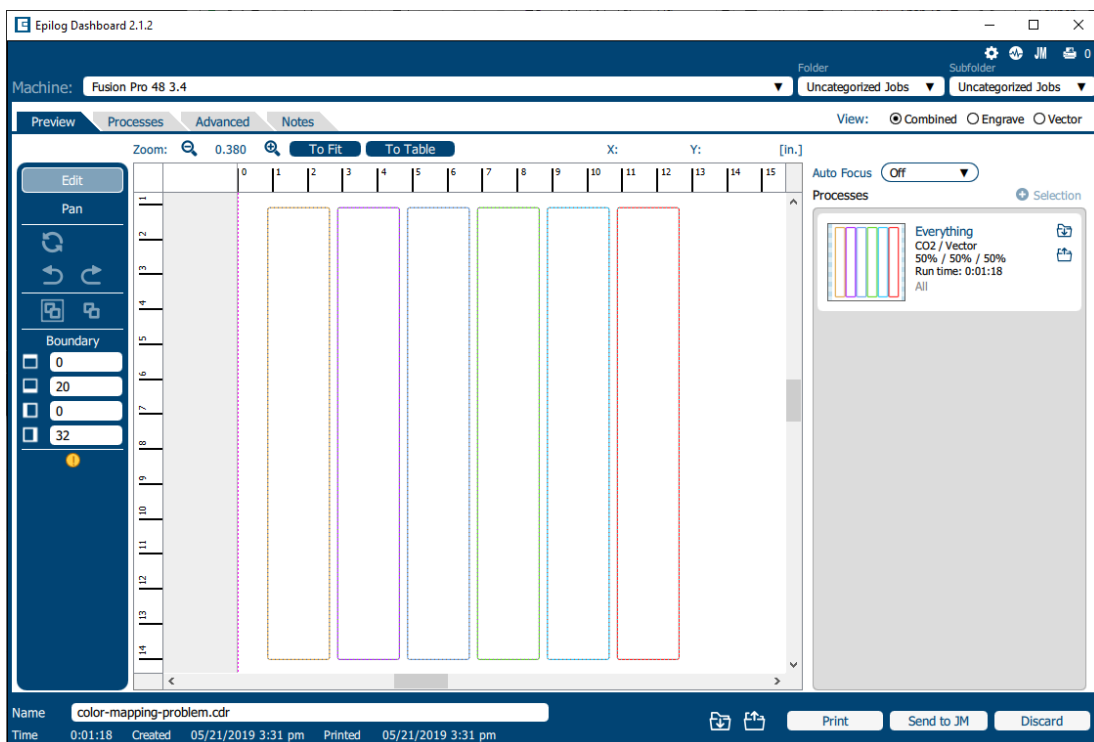 Epilog Dashboard 2.1.2
JM 0
Folder Subfolder
Machine: Fusion Pro 48 3.4 Uncategorized Jobs Uncategorized Jobs
Preview Processes Advanced Notes View: Combined Engrave Vector
Zoom: 0.380 To Fit To Table X: Y: [in.]
Edit
Pan
Boundary
0
20
0
32
0 1 2 3 4 5 6 7 8 9 10 11 12 13 14 15
1
2
3
4
5
6
7
8
9
10
11
12
13
14
Auto Focus Off
Processes Selection
Everything
CO2 / Vector
50% / 50% / 50%
Run time: 0:01:18
All
Name color-mapping-problem.cdr
Print Send to JM Discard
Time 0:01:18 Created 05/21/2019 3:31 pm Printed 05/21/2019 3:31 pm